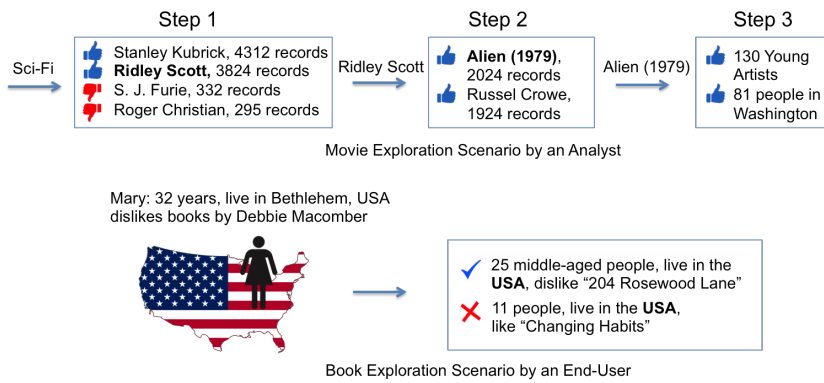 Step 1
Step 2
Step 3
Sci-Fi
Stanley Kubrick, 4312 records
Ridley Scott, 3824 records
S. J. Furie, 332 records
Roger Christian, 295 records
Ridley Scott
Alien (1979),
2024 records
Russel Crowe,
1924 records
Alien (1979)
130 Young
Artists
81 people in
Washington
Movie Exploration Scenario by an Analyst
Mary: 32 years, live in Bethlehem, USA
dislikes books by Debbie Macomber
25 middle-aged people, live in the
USA, dislike “204 Rosewood Lane”
11 people, live in the USA,
like “Changing Habits”
Book Exploration Scenario by an End-User